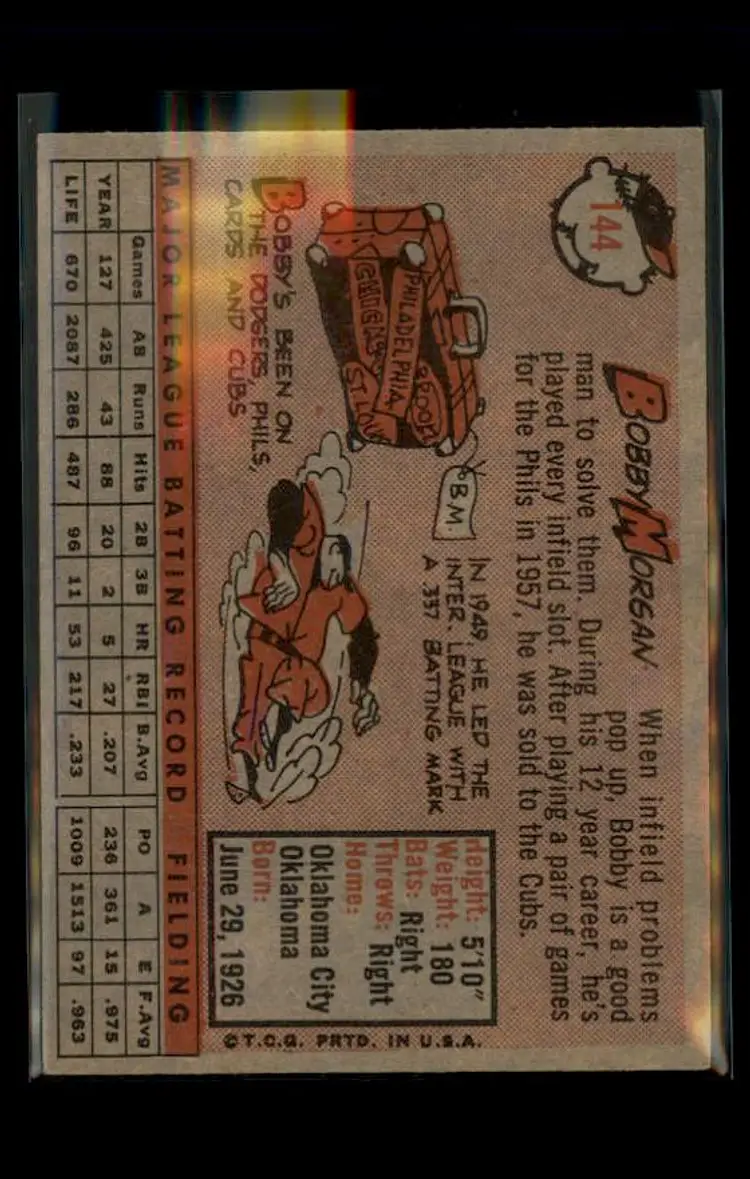 144
BOBBY MORGAN
When infield problems
pop up, Bobby is a good
man to solve them. During his 12 year career, he's
played every infield slot. After playing a pair of games
for the Phils in 1957, he was sold to the Cubs.
PHILADELPHIA
CHICAG
BROOK
ST. LOU
B.M.
BOBBY'S BEEN ON
THE DODGERS, PHILS,
CARDS AND CUBS
IN 1949, HE LED THE
INTER. LEAGUE WITH
A .337 BATTING MARK
Height: 5'10"
Weight: 180
Bats: Right
Throws: Right
Home:
Oklahoma City
Oklahoma
Born:
June 29, 1926
MAJOR LEAGUE BATTING RECORD FIELDING
Games AB Runs Hits 2B 3B HR RBI B.Avg PO A E F.Avg
YEAR 127 425 43 88 20 2 5 27 .207 236 361 15 .975
LIFE 670 2087 286 487 96 11 53 217 .233 1009 1513 97 .963
©T.C.G. PRTD. IN U.S.A.